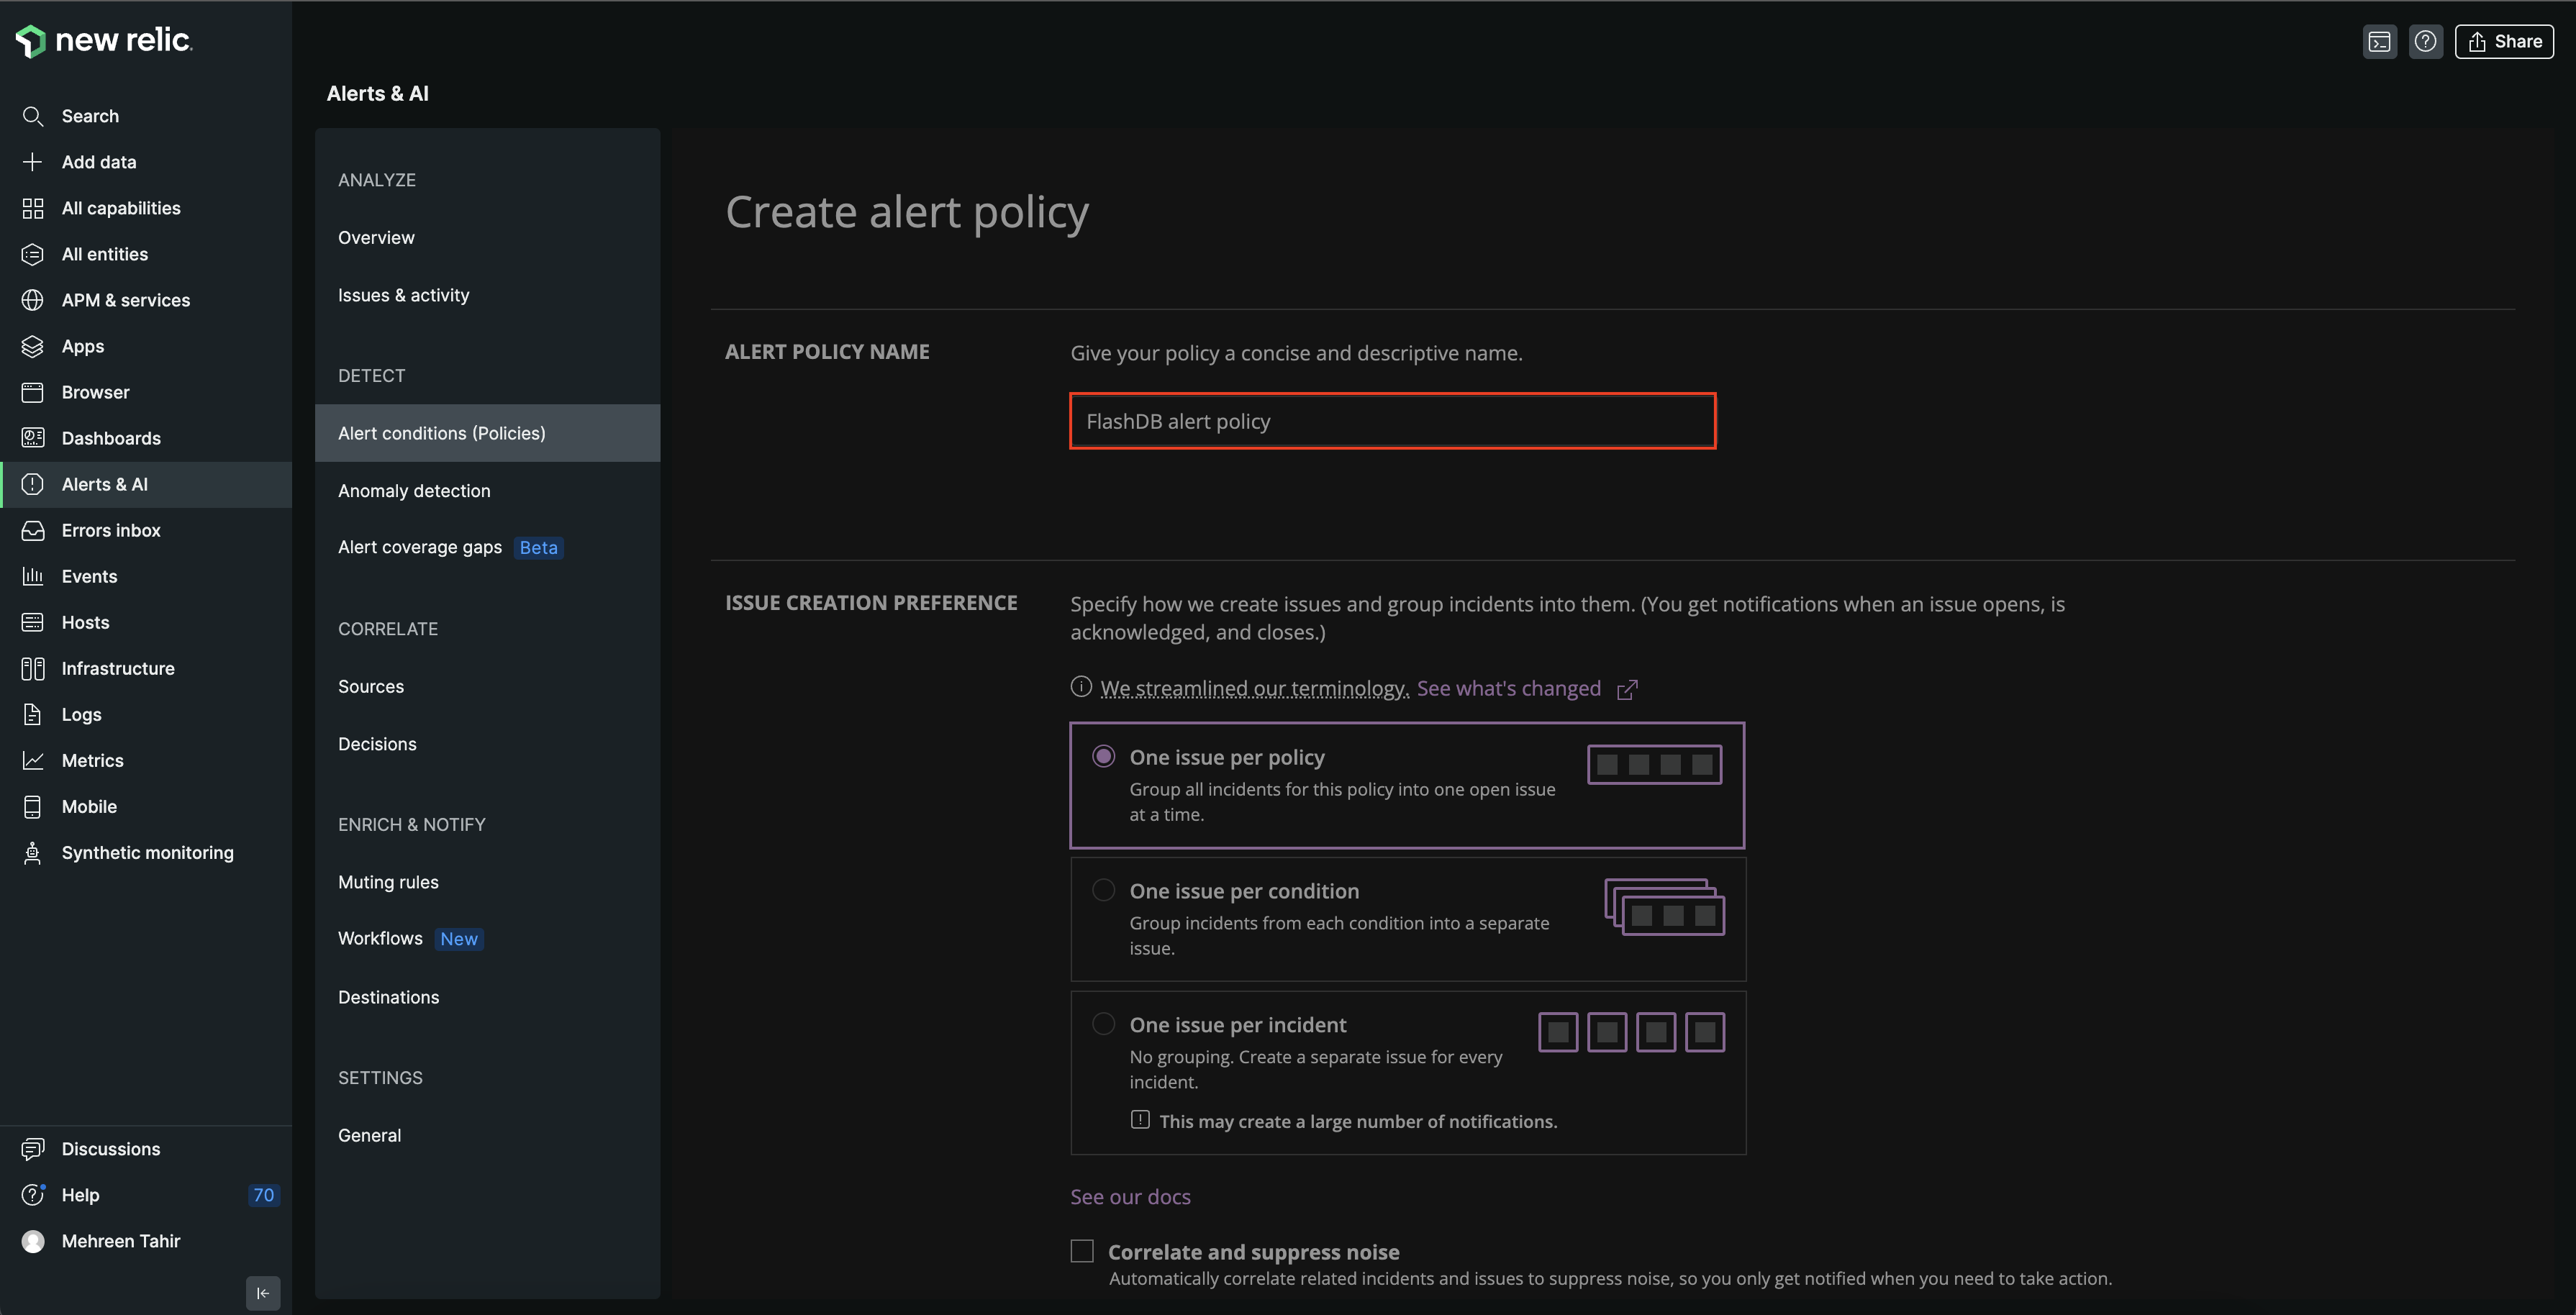 new relic.
Share
Search
Add data
All capabilities
All entities
APM & services
Apps
Browser
Dashboards
Alerts & AI
Errors inbox
Events
Hosts
Infrastructure
Logs
Metrics
Mobile
Synthetic monitoring
Discussions
Help
70
Mehreen Tahir
Alerts & AI
ANALYZE
Overview
Issues & activity
DETECT
Alert conditions (Policies)
Anomaly detection
Alert coverage gaps Beta
CORRELATE
Sources
Decisions
ENRICH & NOTIFY
Muting rules
Workflows New
Destinations
SETTINGS
General
Create alert policy
ALERT POLICY NAME
Give your policy a concise and descriptive name.
FlashDB alert policy
ISSUE CREATION PREFERENCE
Specify how we create issues and group incidents into them. (You get notifications when an issue opens, is
acknowledged, and closes.)
We streamlined our terminology. See what's changed
One issue per policy
Group all incidents for this policy into one open issue
at a time.
One issue per condition
Group incidents from each condition into a separate
issue.
One issue per incident
No grouping. Create a separate issue for every
incident.
This may create a large number of notifications.
See our docs
Correlate and suppress noise
Automatically correlate related incidents and issues to suppress noise, so you only get notified when you need to take action.